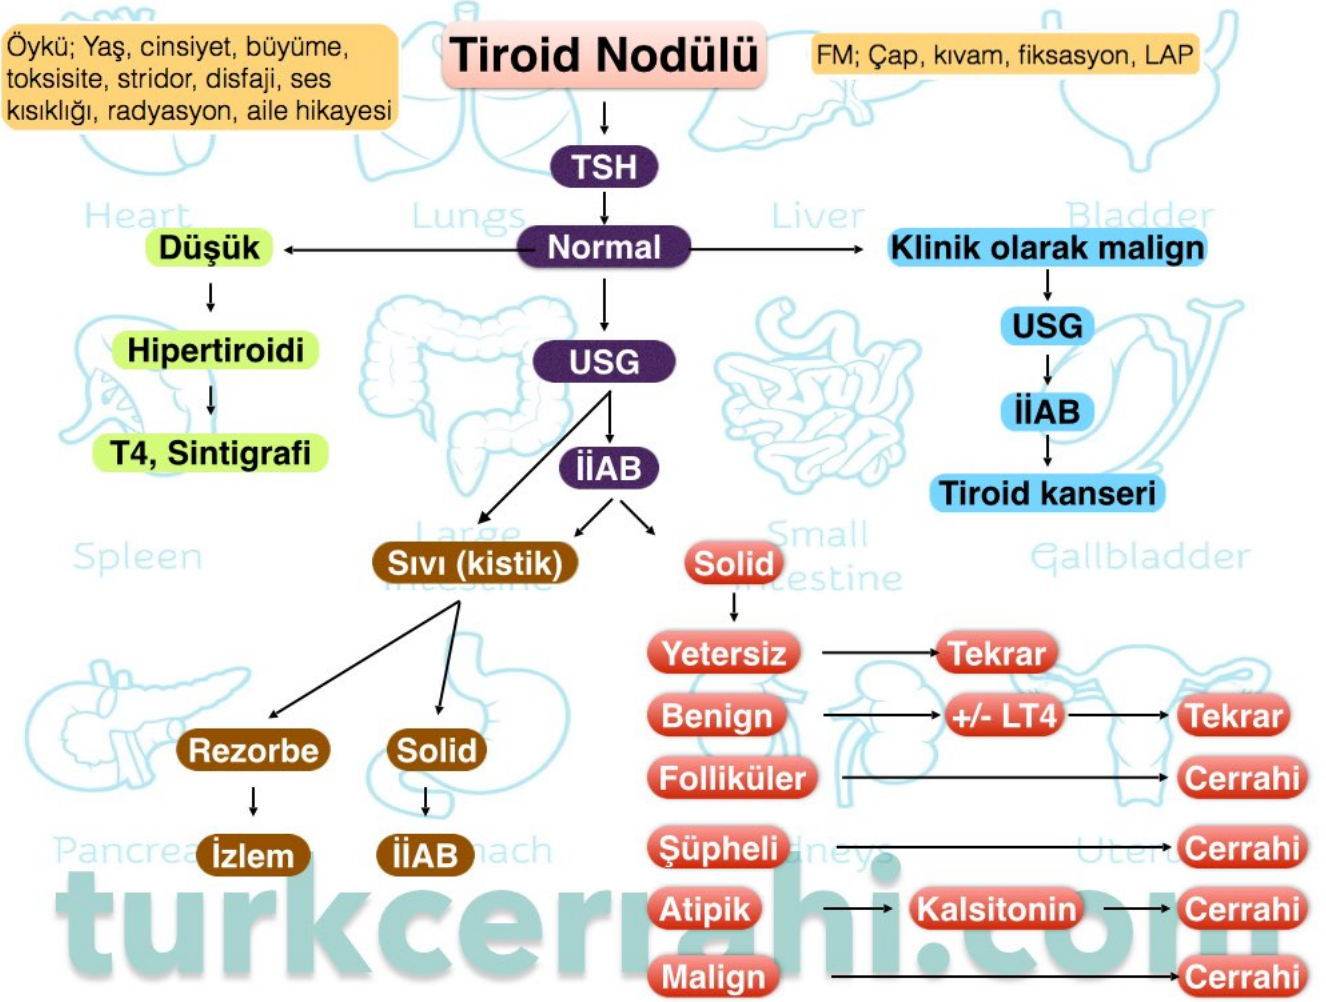 Öykü; Yaş, cinsiyet, büyüme,
toksisite, stridor, disfaji, ses
kısıklığı, radyasyon, aile hikayesi
Tiroid Nodülü
FM; Çap, kıvam, fiksasyon, LAP
TSH
Heart
Lungs
Liver
Bladder
Düşük
Normal
Klinik olarak malign
Hipertiroidi
USG
USG
T4, Sintigrafi
İİAB
İİAB
Tiroid kanseri
Spleen
Large
Intestine
Small
Intestine
Gallbladder
Sıvı (kistik)
Solid
Yetersiz
Tekrar
Benign
+/- LT4
Tekrar
Rezorbe
Solid
Folliküler
Cerrahi
İzlem
İİAB
Şüpheli
Cerrahi
Atipik
Kalsitonin
Cerrahi
Malign
Cerrahi
turkcerrahi.com